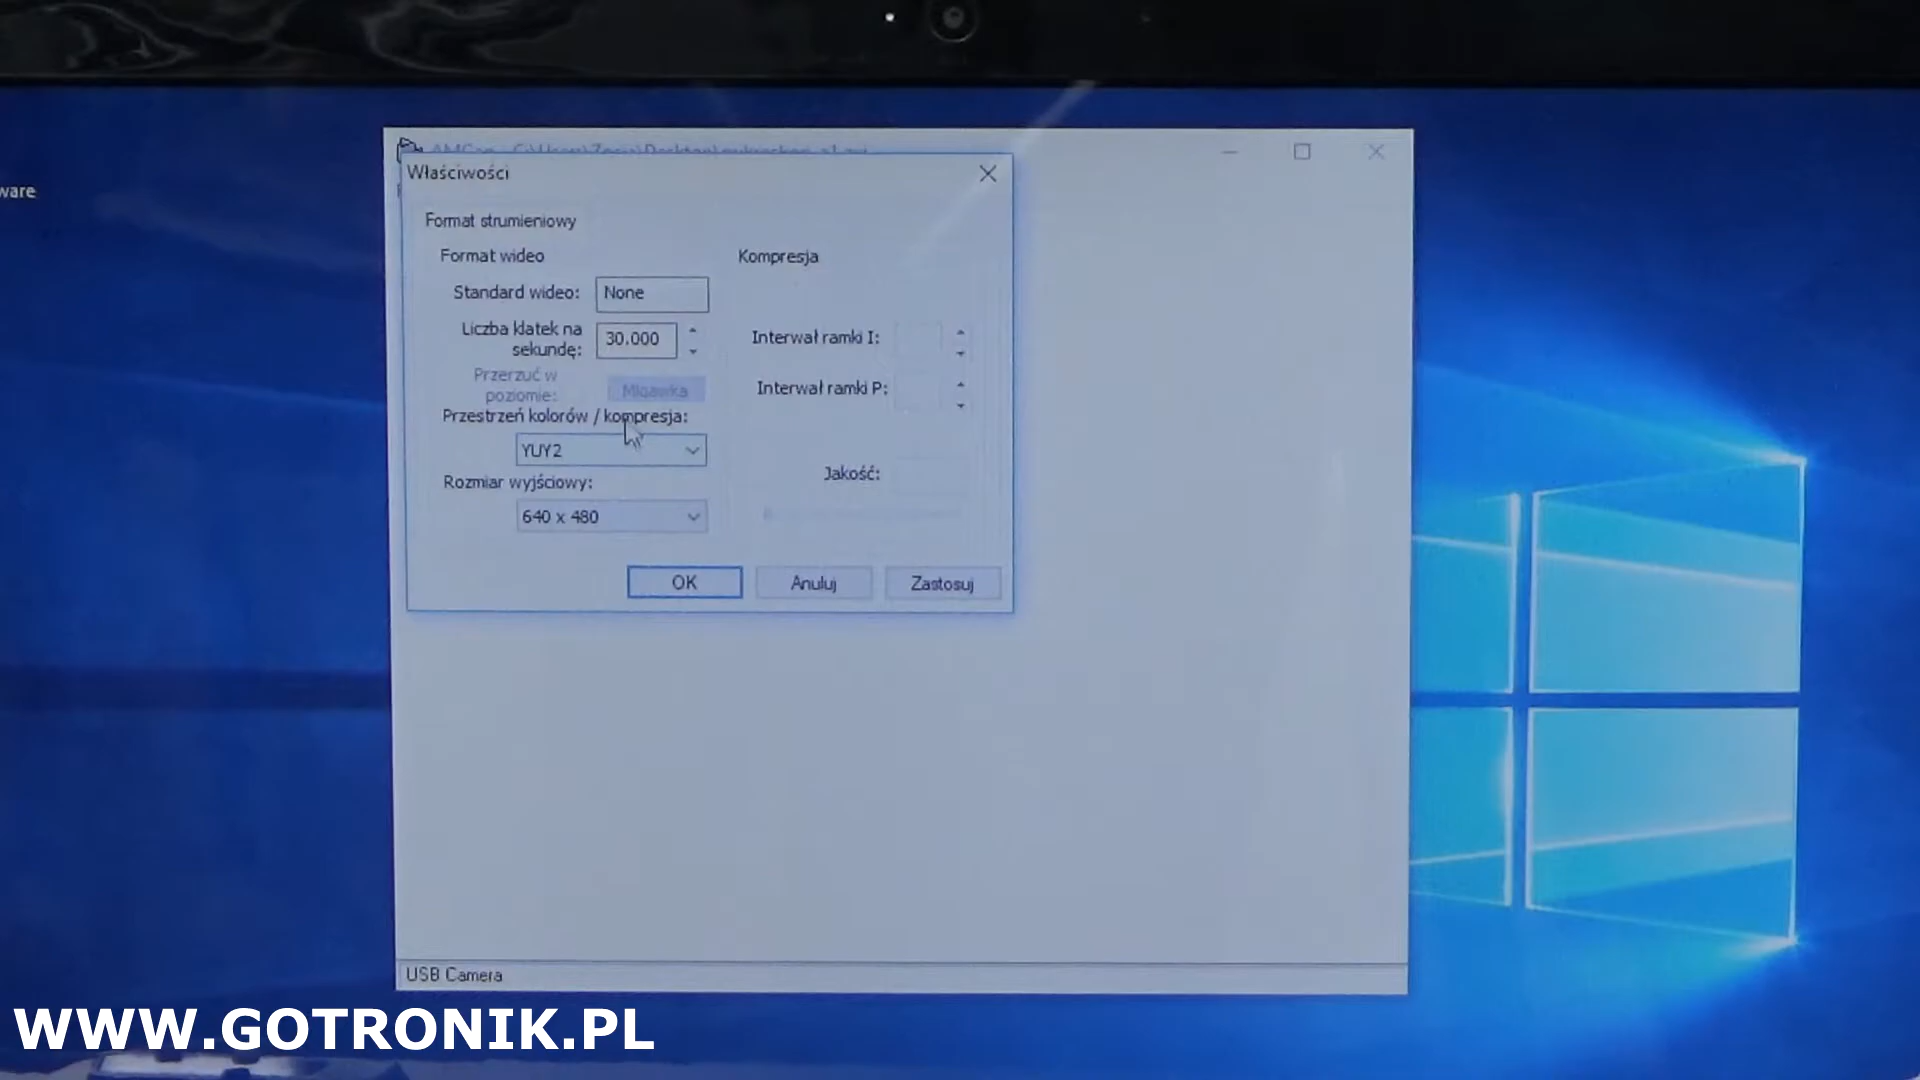 ware
Właściwości
Format strumieniowy
Format wideo
Kompresja
Standard wideo: None
Liczba klatek na sekundę: 30.000
Interwał ramki I:
Przerzuć w poziomie: Migawka
Interwał ramki P:
Przestrzeń kolorów / kompresja:
YUY2
Jakość:
Rozmiar wyjściowy:
640 x 480
OK
Anuluj
Zastosuj
USB Camera
WWW.GOTRONIK.PL